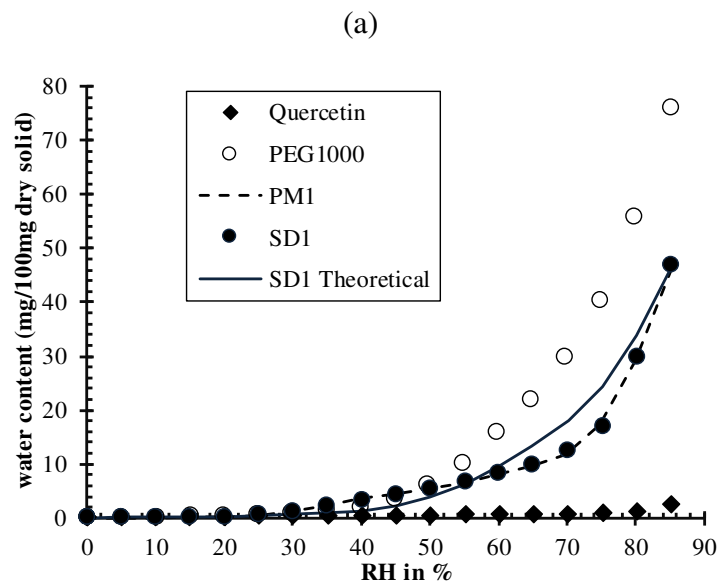 (a)
water content (mg/100mg dry solid)
80
70
60
50
40
30
20
10
0
Quercetin
PEG1000
PM1
SD1
SD1 Theoretical
0 10 20 30 40 50 60 70 80 90
RH in %